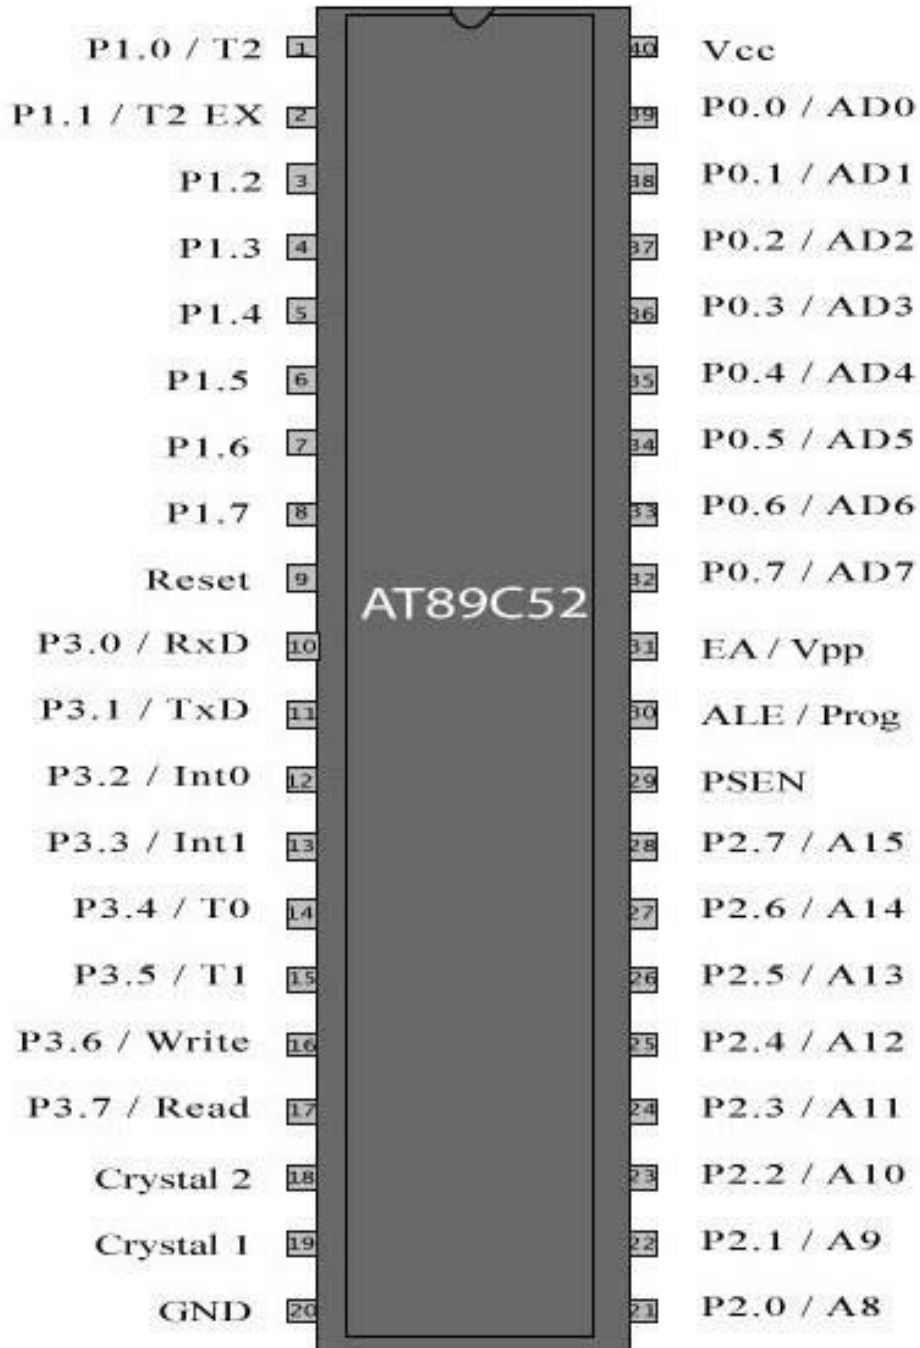 P1.0 / T2 1 40 Vcc
P1.1 / T2 EX 2 39 P0.0 / AD0
P1.2 3 38 P0.1 / AD1
P1.3 4 37 P0.2 / AD2
P1.4 5 36 P0.3 / AD3
P1.5 6 35 P0.4 / AD4
P1.6 7 34 P0.5 / AD5
P1.7 8 33 P0.6 / AD6
Reset 9 32 P0.7 / AD7
AT89C52
P3.0 / RxD 10 31 EA / Vpp
P3.1 / TxD 11 30 ALE / Prog
P3.2 / Int0 12 29 PSEN
P3.3 / Int1 13 28 P2.7 / A15
P3.4 / T0 14 27 P2.6 / A14
P3.5 / T1 15 26 P2.5 / A13
P3.6 / Write 16 25 P2.4 / A12
P3.7 / Read 17 24 P2.3 / A11
Crystal 2 18 23 P2.2 / A10
Crystal 1 19 22 P2.1 / A9
GND 20 21 P2.0 / A8